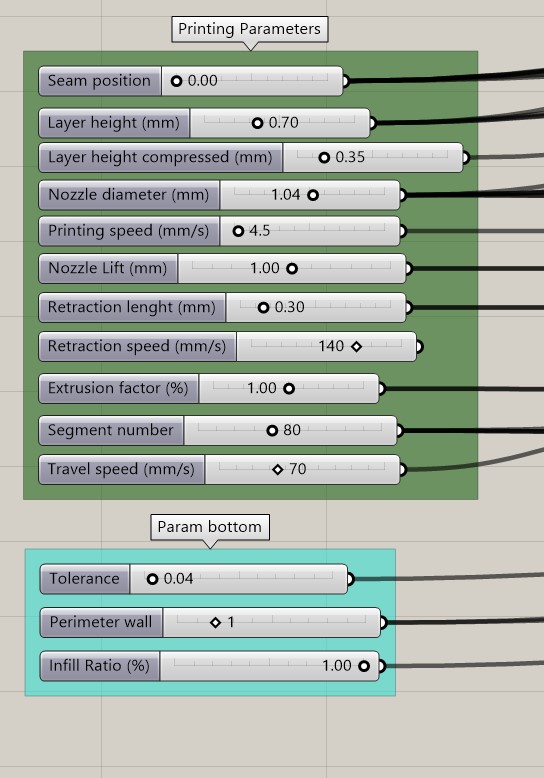 Printing Parameters
Seam position 0.00
Layer height (mm) 0.70
Layer height compressed (mm) 0.35
Nozzle diameter (mm) 1.04
Printing speed (mm/s) 4.5
Nozzle Lift (mm) 1.00
Retraction lenght (mm) 0.30
Retraction speed (mm/s) 140
Extrusion factor (%) 1.00
Segment number 80
Travel speed (mm/s) 70
Param bottom
Tolerance 0.04
Perimeter wall 1
Infill Ratio (%) 1.00